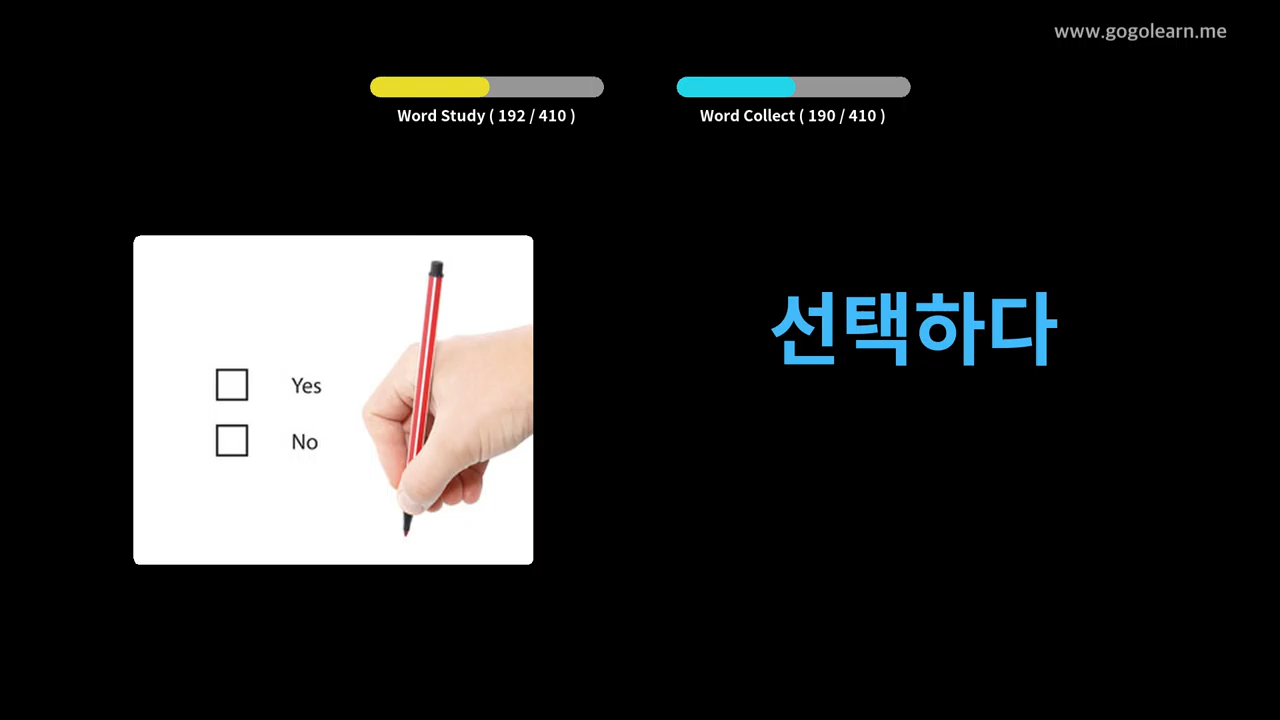 www.gogolearn.me
Word Study ( 192 / 410 )
Word Collect ( 190 / 410 )
선택하다
Yes
No